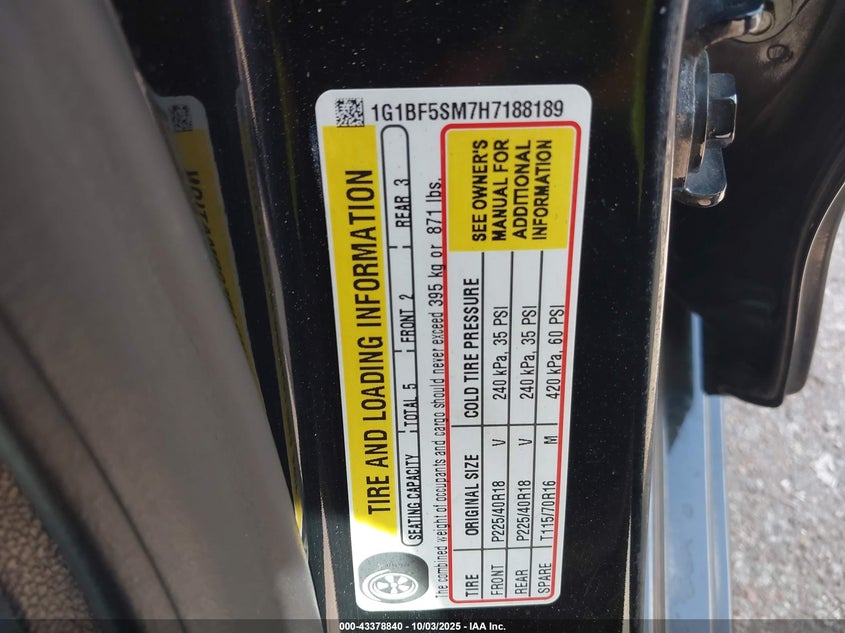 1G1BF5SM7H7188189
TIRE AND LOADING INFORMATION
SEATING CAPACITY TOTAL 5 FRONT 2 REAR 3
The combined weight of occupants and cargo should never exceed 395 kg or 871 lbs.
TIRE ORIGINAL SIZE COLD TIRE PRESSURE
FRONT P225/40R18 V 240 kPa, 35 PSI
REAR P225/40R18 V 240 kPa, 35 PSI
SPARE T115/70R16 M 420 kPa, 60 PSI
SEE OWNER'S
MANUAL FOR
ADDITIONAL
INFORMATION
000-43378840 - 10/03/2025 - IAA Inc.